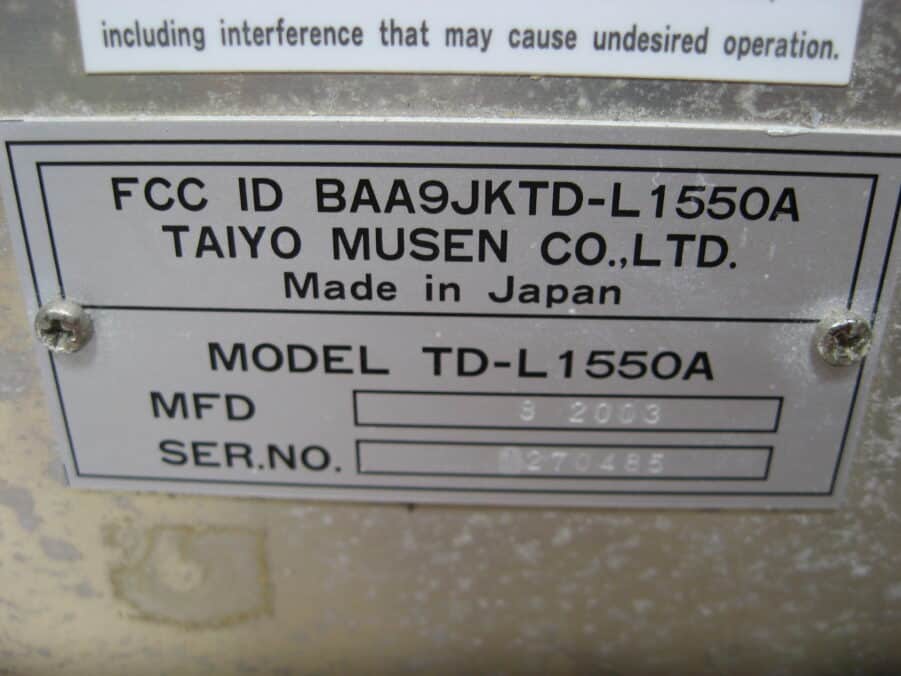 including interference that may cause undesired operation.
FCC ID BAA9JKTD-L1550A
TAIYO MUSEN CO.,LTD.
Made in Japan
MODEL TD-L1550A
MFD 2003
SER.NO.